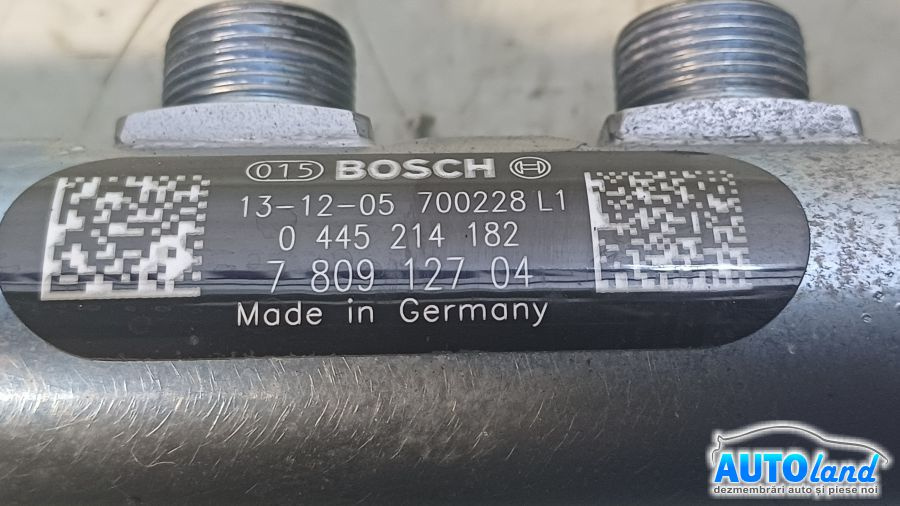 015 BOSCH
13-12-05 700228 L1
0 445 214 182
7 809 127 04
Made in Germany
AUTOland
dezmembrări auto și piese noi